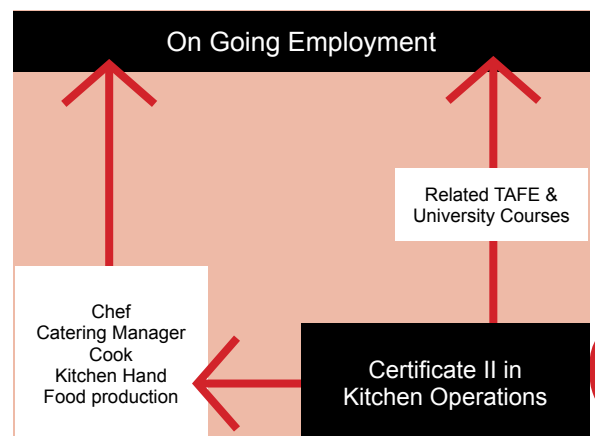 On Going Employment
Related TAFE &
University Courses
Chef
Catering Manager
Cook
Kitchen Hand
Food production
Certificate II in
Kitchen Operations